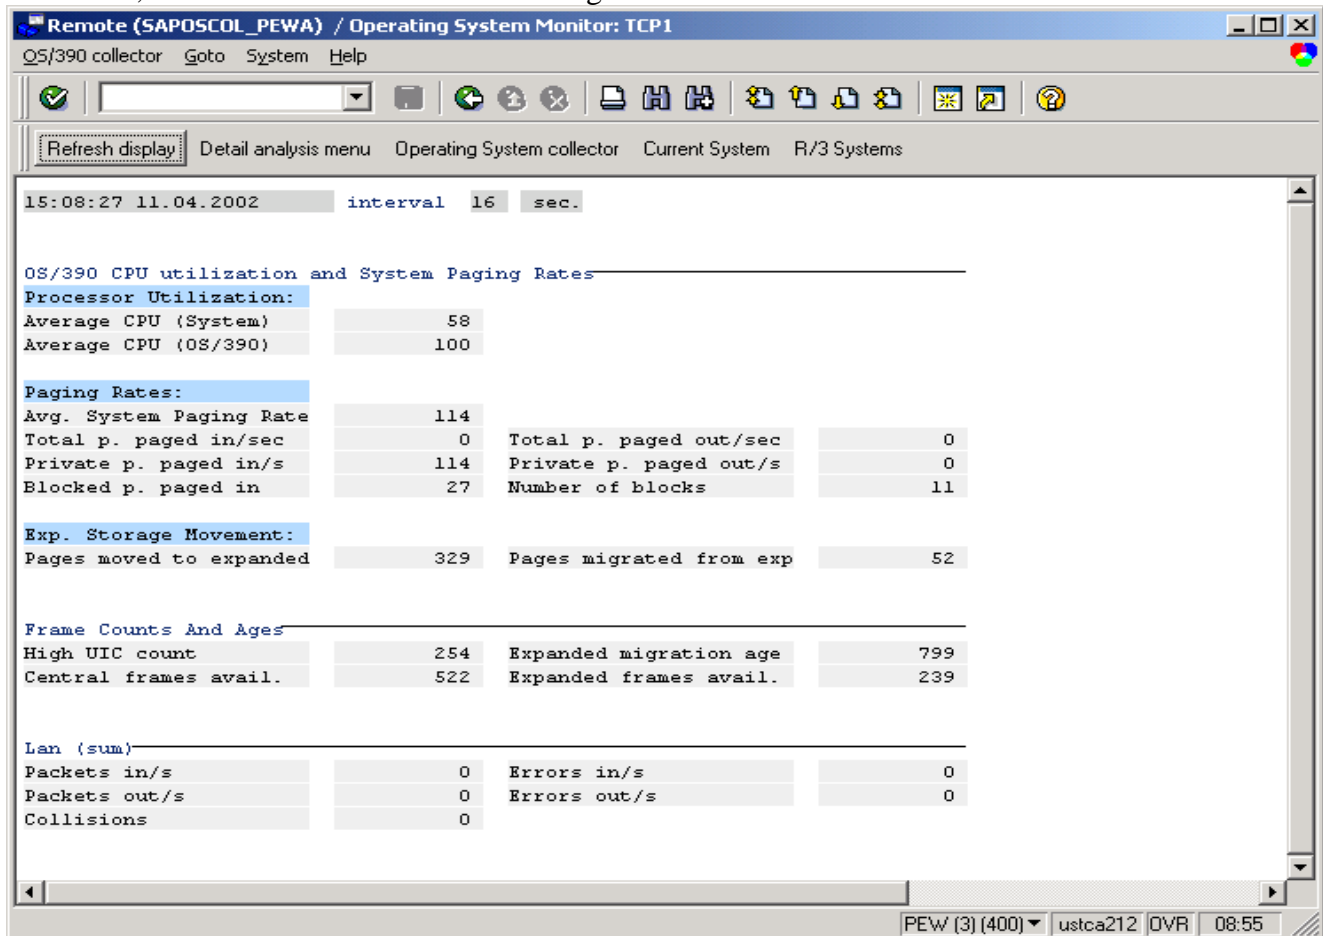 Remote (SAPOSCOL_PEWA) / Operating System Monitor: TCP1
OS/390 collector Goto System Help
Refresh display Detail analysis menu Operating System collector Current System R/3 Systems
15:08:27 11.04.2002 interval 16 sec.
OS/390 CPU utilization and System Paging Rates
Processor Utilization:
Average CPU (System) 58
Average CPU (OS/390) 100
Paging Rates:
Avg. System Paging Rate 114
Total p. paged in/sec 0 Total p. paged out/sec 0
Private p. paged in/s 114 Private p. paged out/s 0
Blocked p. paged in 27 Number of blocks 11
Exp. Storage Movement:
Pages moved to expanded 329 Pages migrated from exp 52
Frame Counts And Ages
High UIC count 254 Expanded migration age 799
Central frames avail. 522 Expanded frames avail. 239
Lan (sum)
Packets in/s 0 Errors in/s 0
Packets out/s 0 Errors out/s 0
Collisions 0
PEW (3) (400) ustca212 OVR 08:55